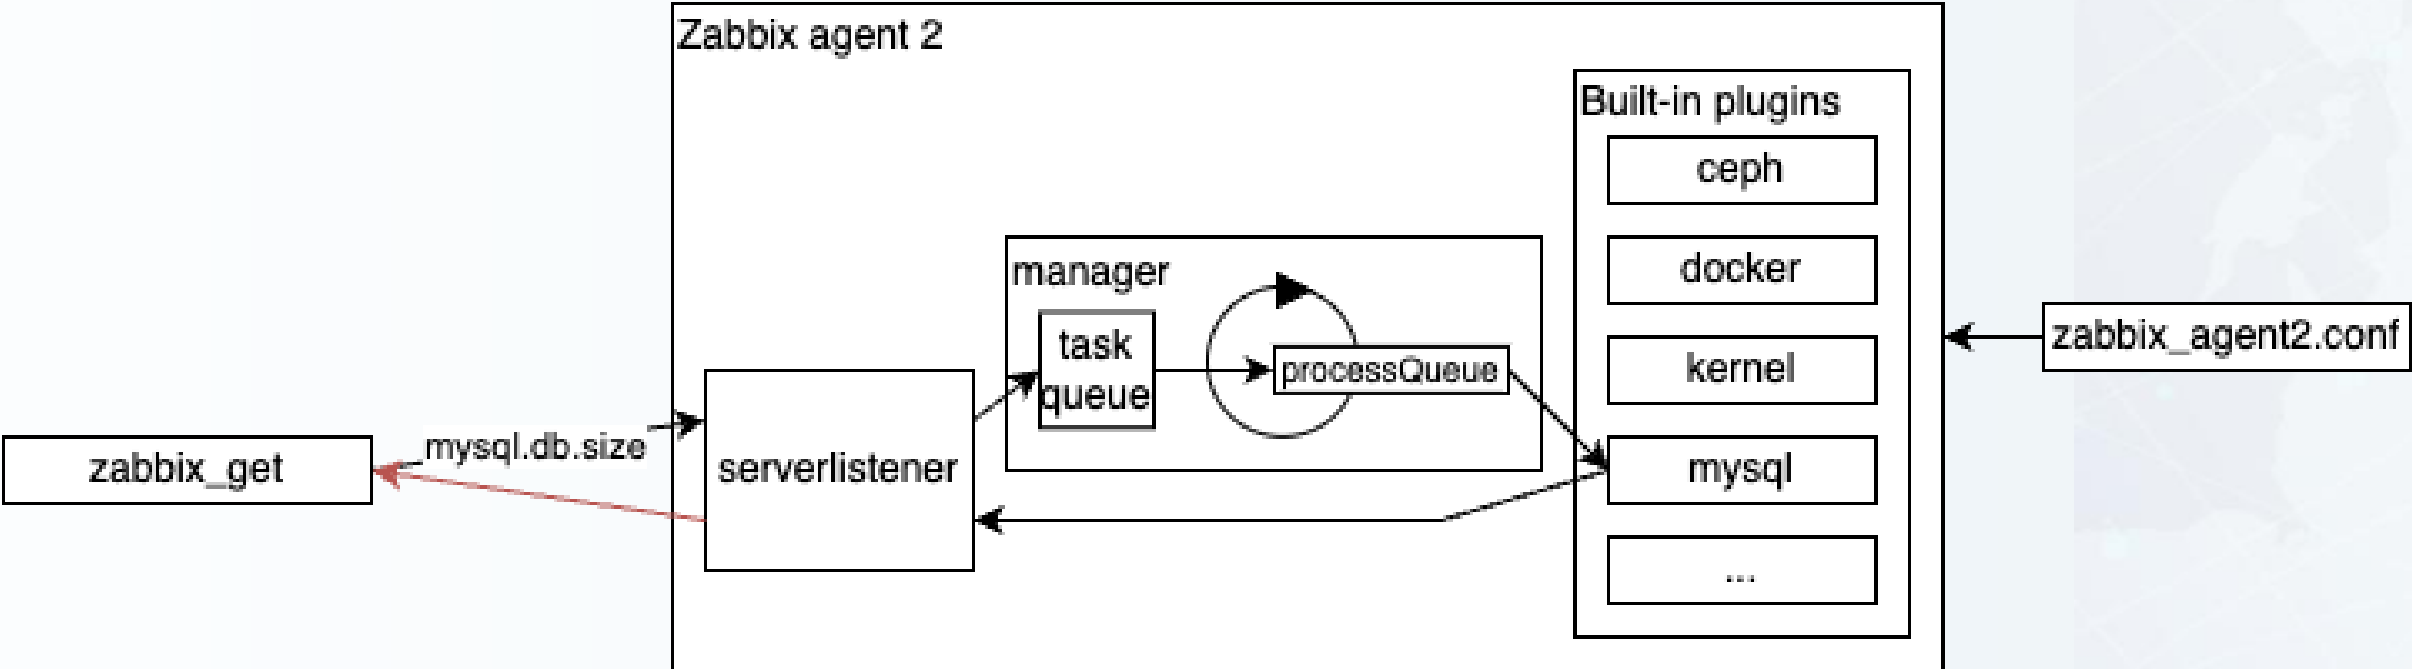 Zabbix agent 2
Built-in plugins
ceph
docker
kernel
mysql
...
manager
task
queue
processQueue
serverlistener
mysql.db.size
zabbix_get
zabbix_agent2.conf